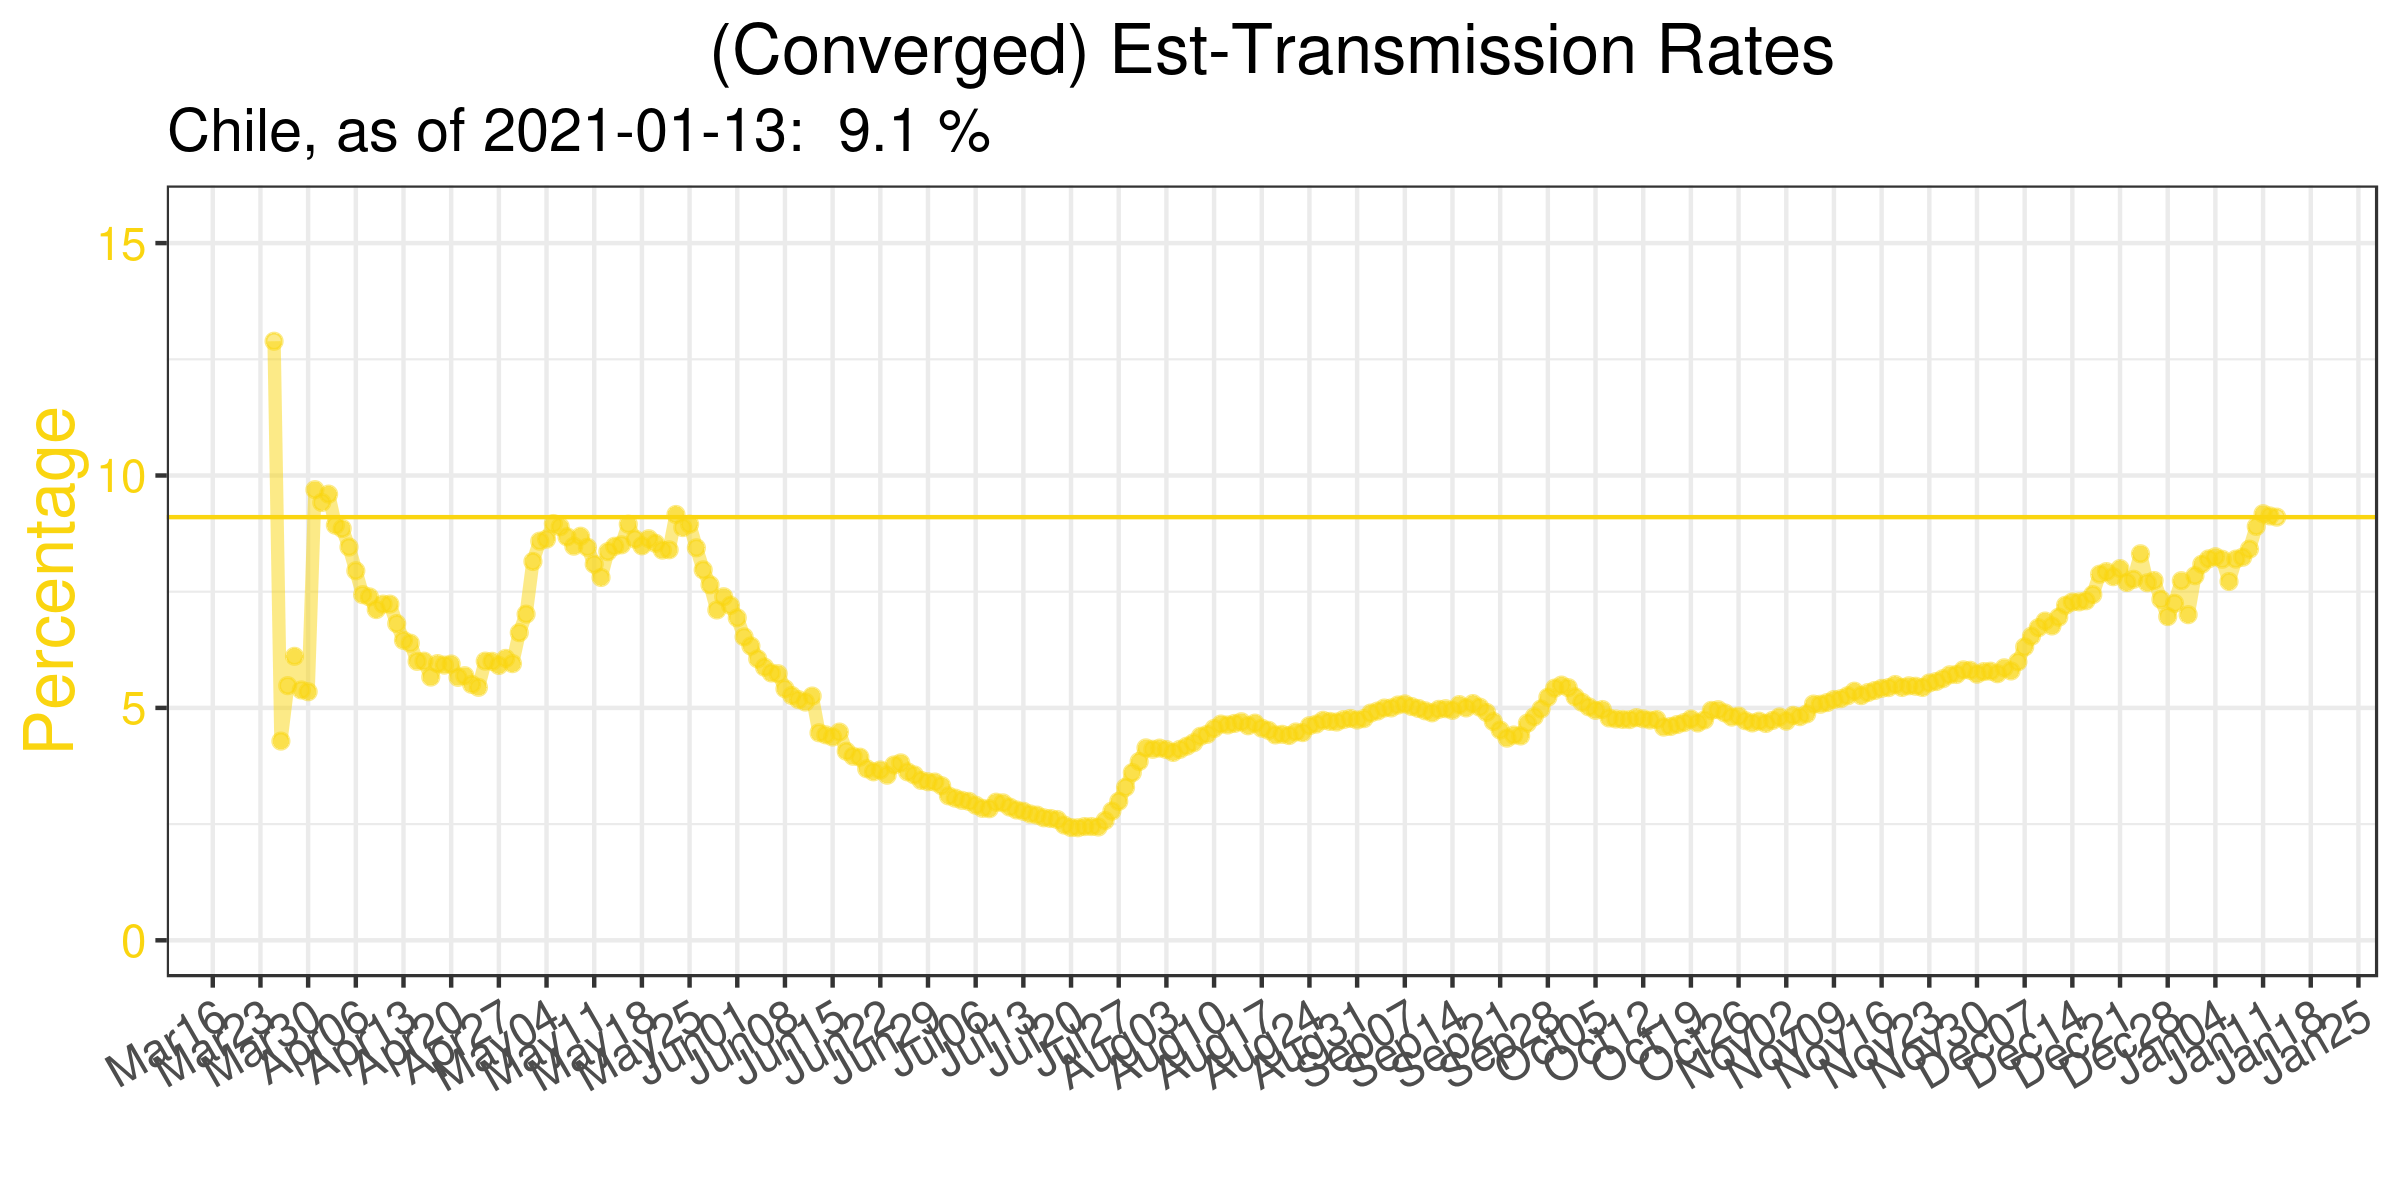 (Converged) Est-Transmission Rates
Chile, as of 2021-01-13: 9.1 %
Percentage
15
10
5
0
Mar16
Mar23
Mar30
Apr06
Apr13
Apr20
Apr27
May04
May11
May18
May25
Jun01
Jun08
Jun15
Jun22
Jun29
Jul06
Jul13
Jul20
Jul27
Aug03
Aug10
Aug17
Aug24
Aug31
Sep07
Sep14
Sep21
Sep28
Oct05
Oct12
Oct19
Oct26
Nov02
Nov09
Nov16
Nov23
Nov30
Dec07
Dec14
Dec21
Dec28
Jan04
Jan11
Jan18
Jan25